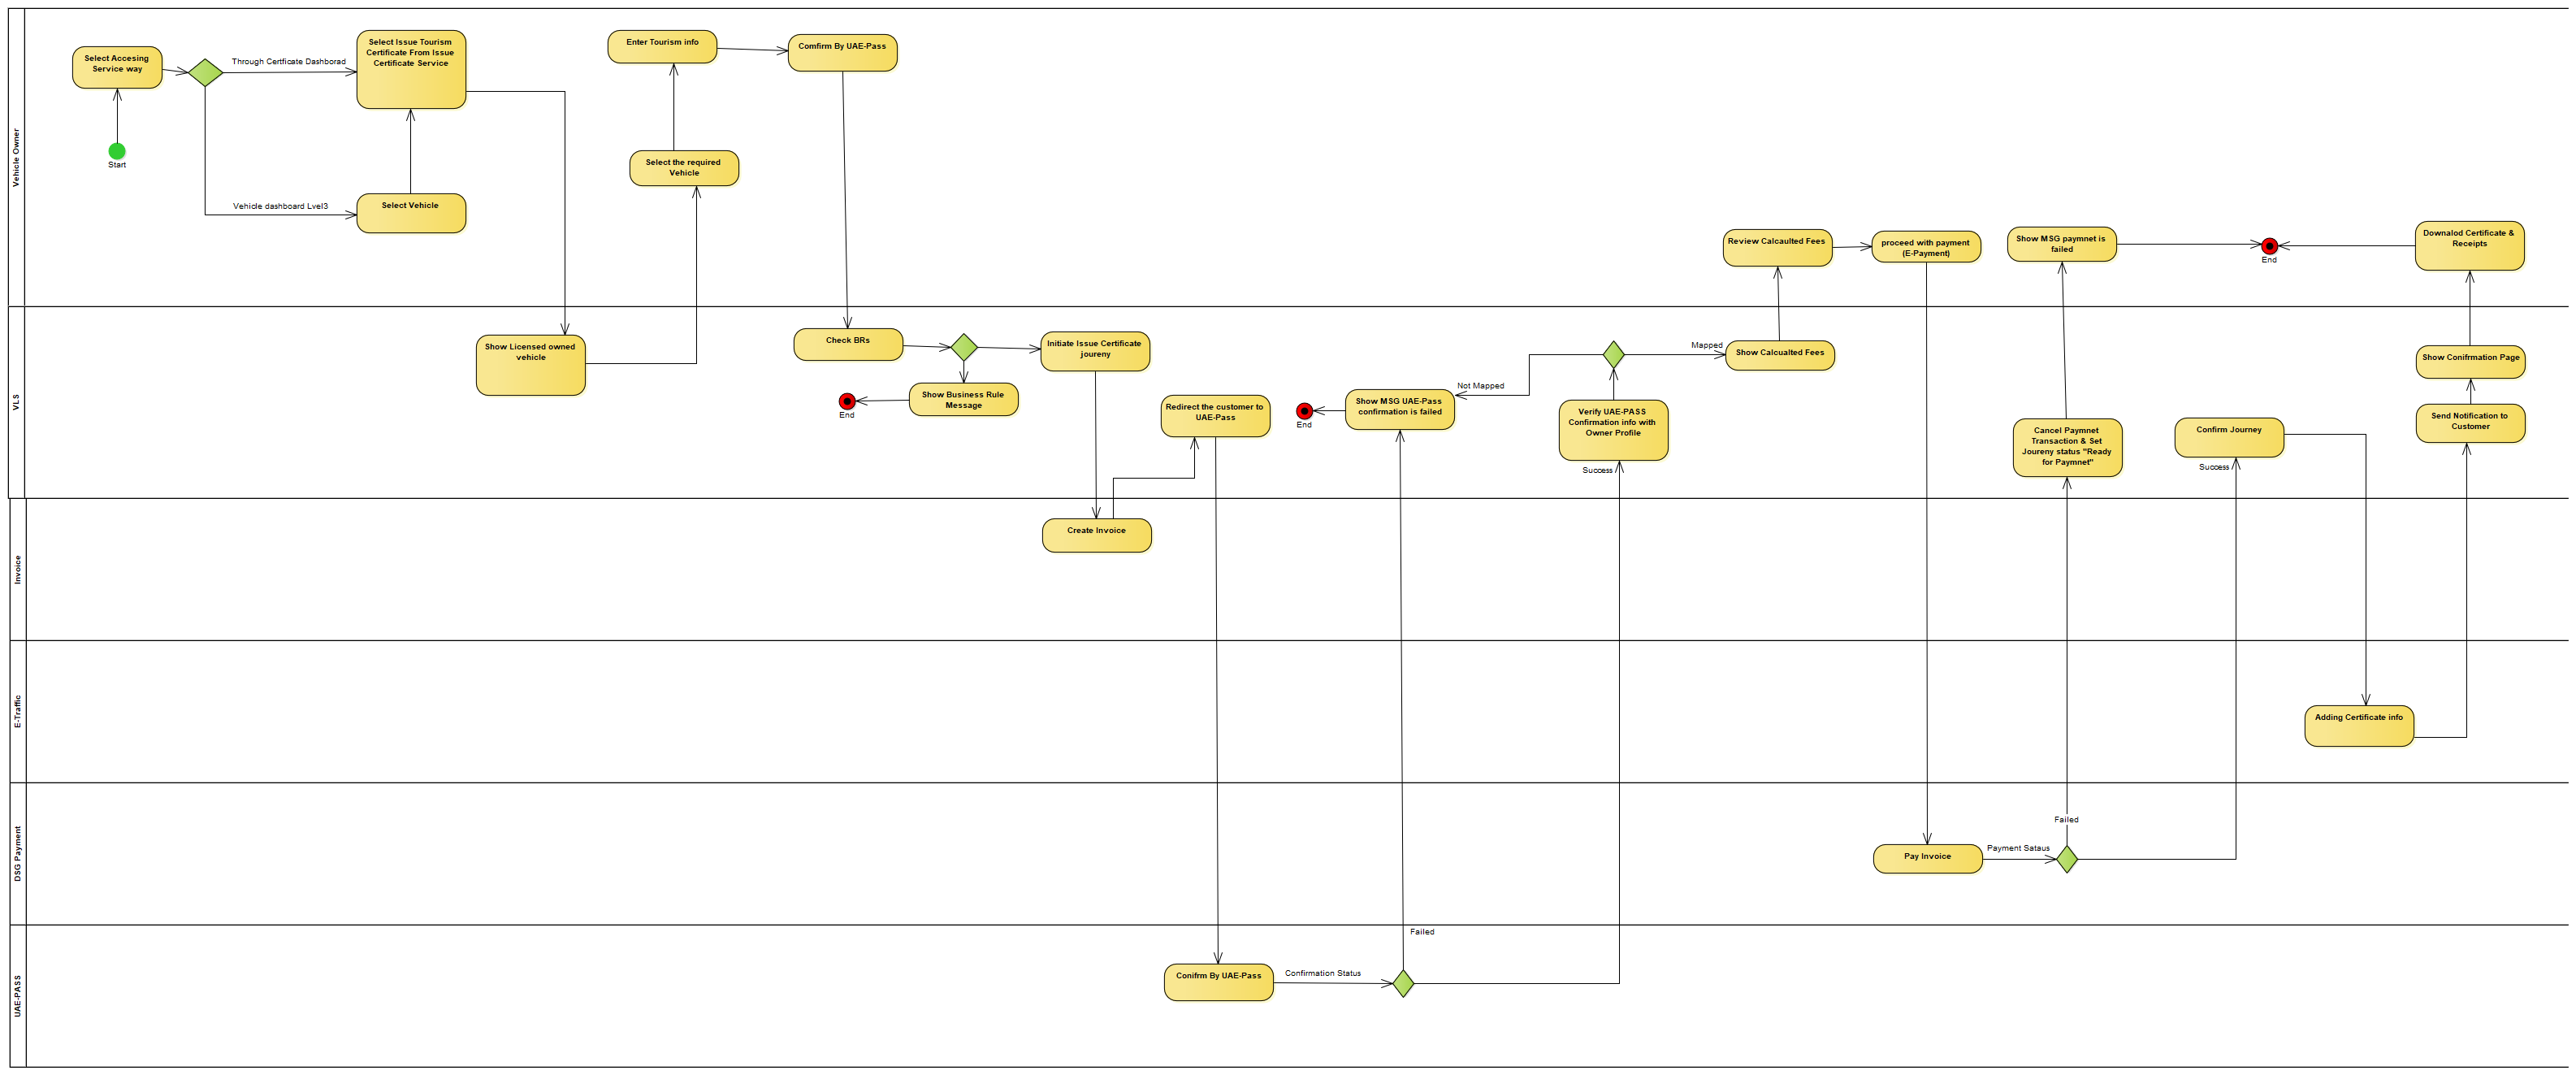 Vehicle Owner
Select Accesing
Service way
Start
Through Certficate Dashborad
Vehicle dashboard Lvel3
Select Issue Tourism
Certificate From Issue
Certificate Service
Select Vehicle
Enter Tourism info
Select the required
Vehicle
Comfirm By UAE-Pass
Review Calcaulted Fees
proceed with payment
(E-Payment)
Show MSG paymnet is
failed
End
Downalod Certificate &
Receipts
VLS
Show Licensed owned
vehicle
Check BRs
End
Show Business Rule
Message
Initiate Issue Certificate
joureny
Redirect the customer to
UAE-Pass
End
Show MSG UAE-Pass
confirmation is failed
Not Mapped
Mapped
Verify UAE-PASS
Confirmation info with
Owner Profile
Success
Show Calcualted Fees
Cancel Paymnet
Transaction & Set
Joureny status "Ready
for Paymnet"
Confirm Journey
Success
Show Conifrmation Page
Send Notification to
Customer
Invoice
Create Invoice
E-Traffic
Adding Certificate info
DSG Payment
Pay Invoice
Payment Sataus
Failed
UAE-PASS
Conifrm By UAE-Pass
Confirmation Status
Failed